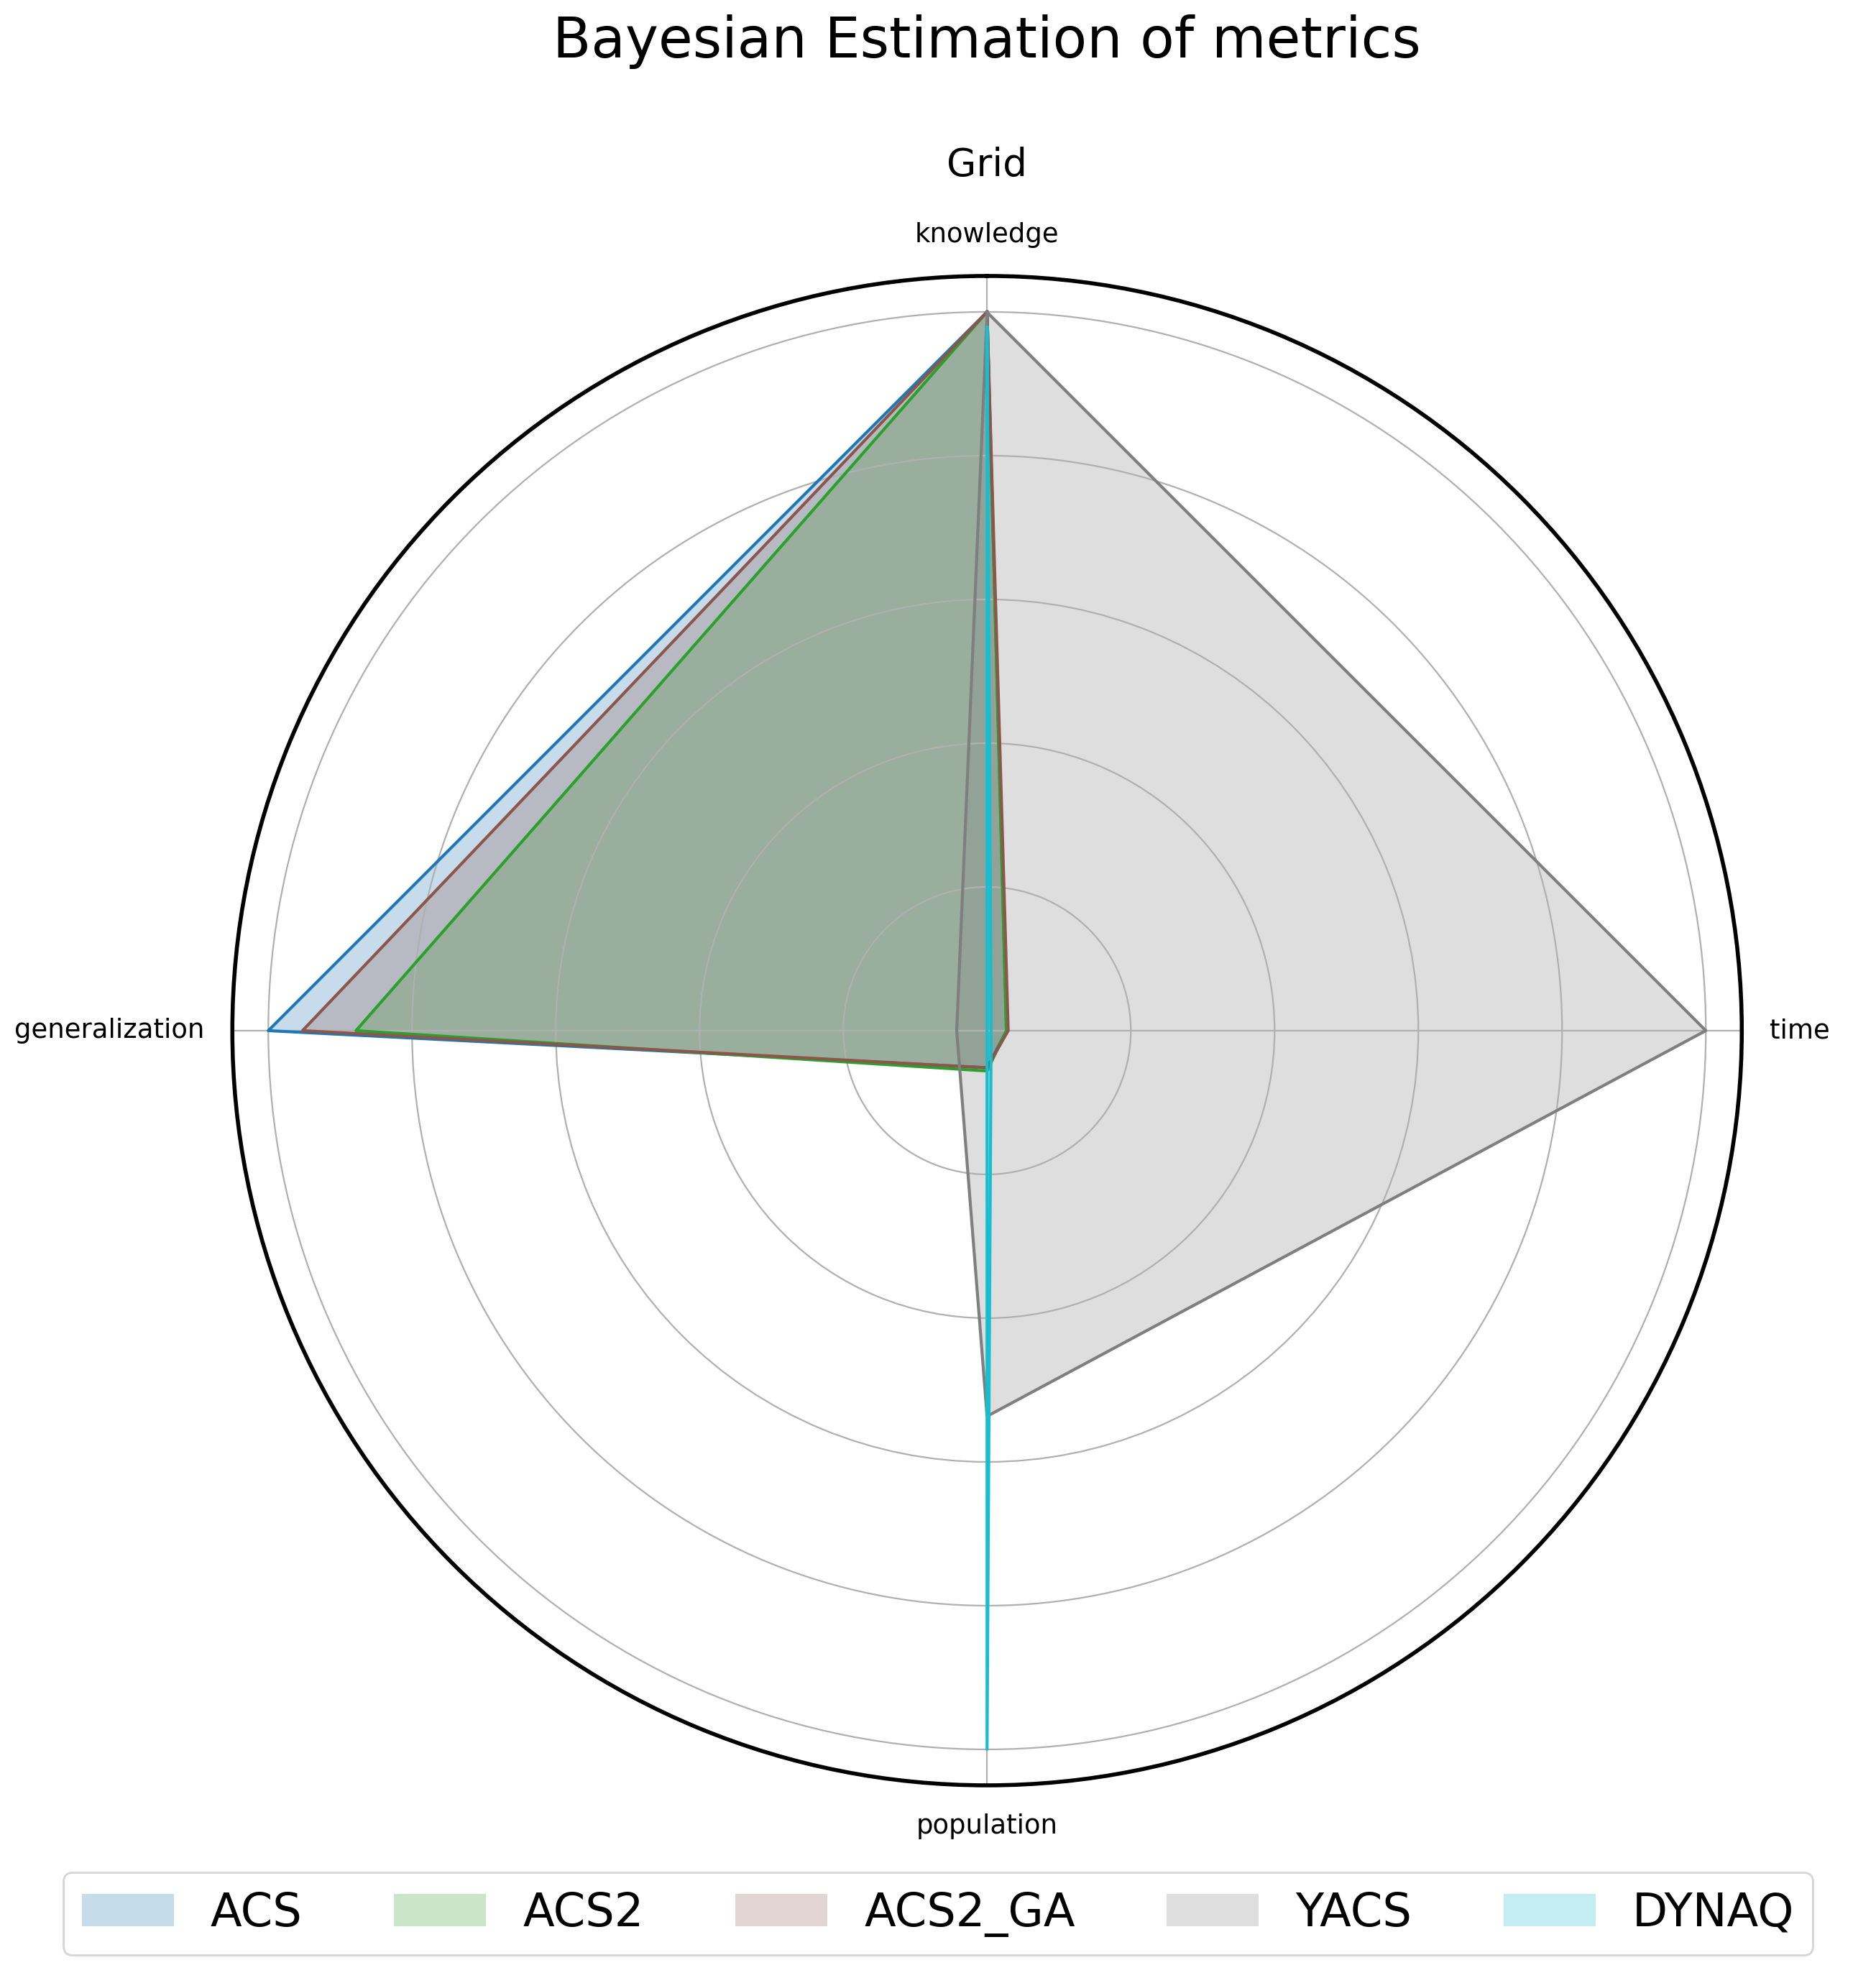 Bayesian Estimation of metrics
Grid
knowledge
generalization
time
population
ACS
ACS2
ACS2_GA
YACS
DYNAQ